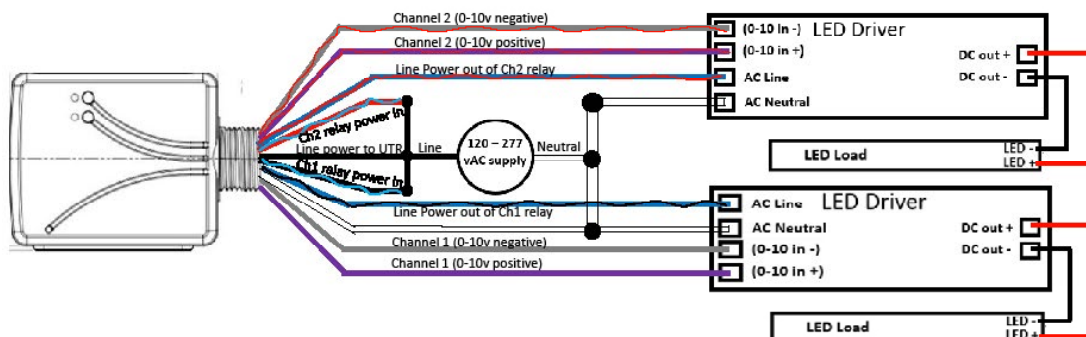 Channel 2 (0-10v negative)
Channel 2 (0-10v positive)
Line Power out of Ch2 relay
Ch2 relay power in
Line power to UTR
Line
120 – 277
vAC supply
Neutral
Ch1 relay power in
Line Power out of Ch1 relay
Channel 1 (0-10v negative)
Channel 1 (0-10v positive)
(0-10 In -)
LED Driver
(0-10 in +)
DC out +
AC Line
DC out -
AC Neutral
LED Load
LED -
LED +
AC Line
LED Driver
AC Neutral
DC out +
(0-10 in -)
DC out -
(0-10 in +)
LED Load
LED -
LED +